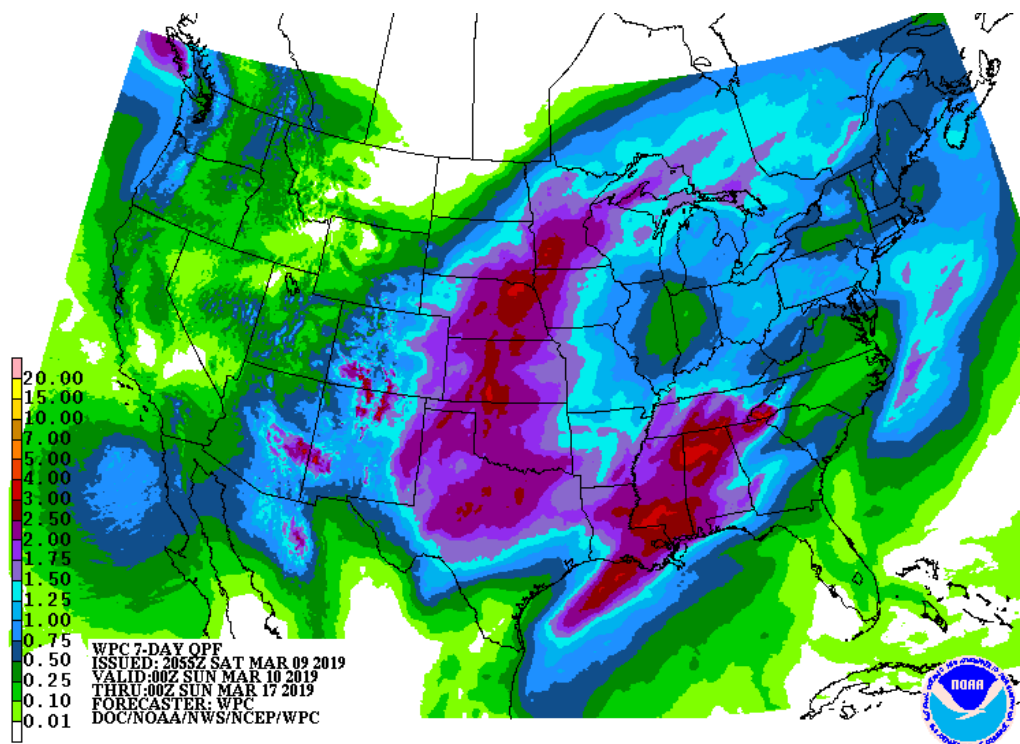 20.00
15.00
10.00
7.00
5.00
4.00
3.00
2.50
2.00
1.75
1.50
1.25
1.00
0.75
0.50
0.25
0.10
0.01
WPC 7-DAY QPF
ISSUED: 2055Z SAT MAR 09 2019
VALID:00Z SUN MAR 10 2019
THRU:00Z SUN MAR 17 2019
FORECASTER: WPC
DOC/NOAA/NWS/NCEP/WPC
NOAA